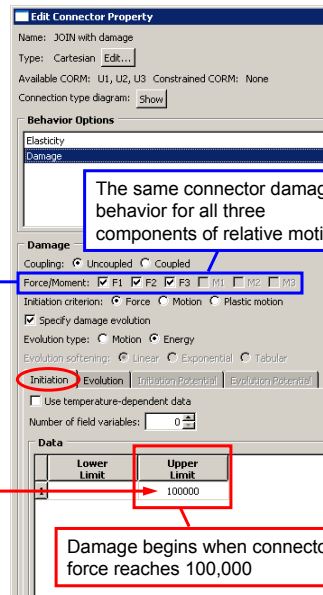 Edit Connector Property
Name: JOIN with damage
Type: Cartesian Edit...
Available CORM: U1, U2, U3 Constrained CORM: None
Connection type diagram: Show
Behavior Options
Elasticity
Damage
The same connector damag
behavior for all three
components of relative moti
Damage
Coupling: Uncoupled Coupled
Force/Moment: F1 F2 F3 M1 M2 M3
Initiation criterion: Force Motion Plastic motion
Specify damage evolution
Evolution type: Motion Energy
Evolution softening: Linear Exponential Tabular
Initiation Evolution Initiation Potential Evolution Potential
Use temperature-dependent data
Number of field variables: 0
Data
Lower Limit Upper Limit
1 100000
Damage begins when connecto
force reaches 100,000